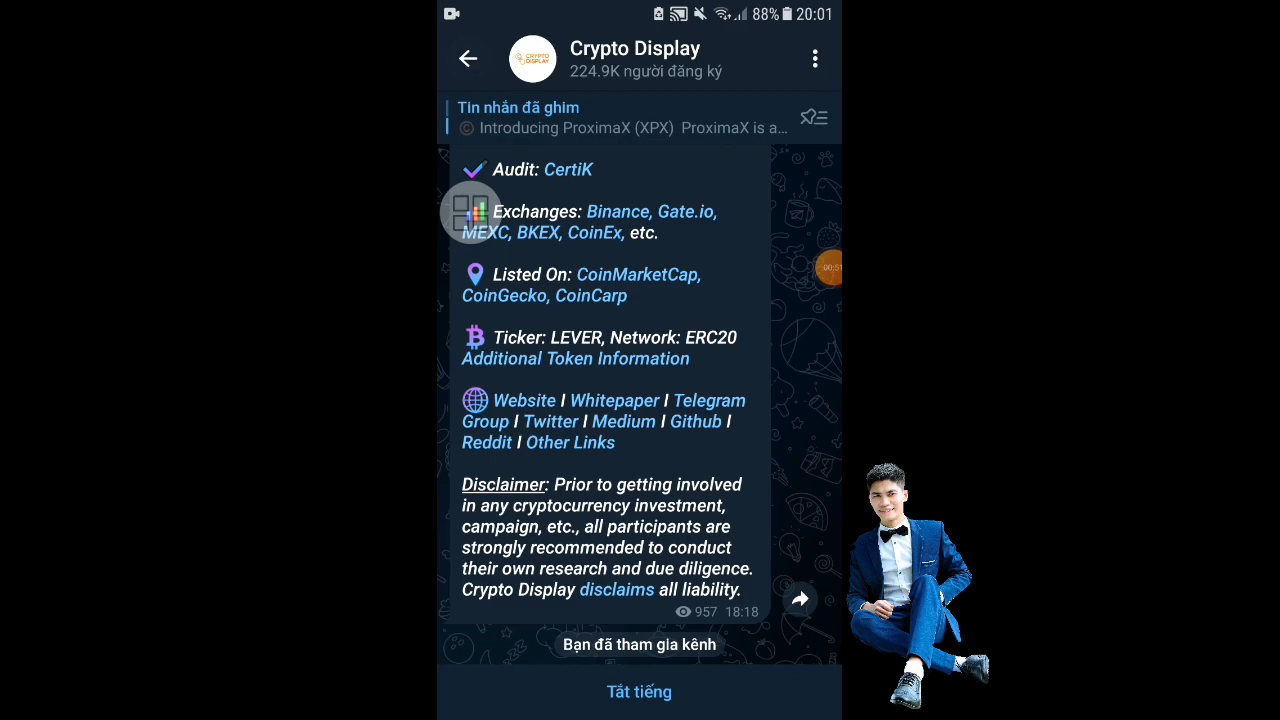 88% 20:01
CRYPTO DISPLAY
Crypto Display
224.9K người đăng ký
Tin nhắn đã ghim
© Introducing ProximaX (XPX) ProximaX is a...
Audit: CertiK
Exchanges: Binance, Gate.io,
MEXC, BKEX, CoinEx, etc.
00:51
Listed On: CoinMarketCap,
CoinGecko, CoinCarp
Ticker: LEVER, Network: ERC20
Additional Token Information
Website I Whitepaper I Telegram
Group I Twitter I Medium I Github I
Reddit I Other Links
Disclaimer: Prior to getting involved
in any cryptocurrency investment,
campaign, etc., all participants are
strongly recommended to conduct
their own research and due diligence.
Crypto Display disclaims all liability.
957 18:18
Bạn đã tham gia kênh
Tắt tiếng